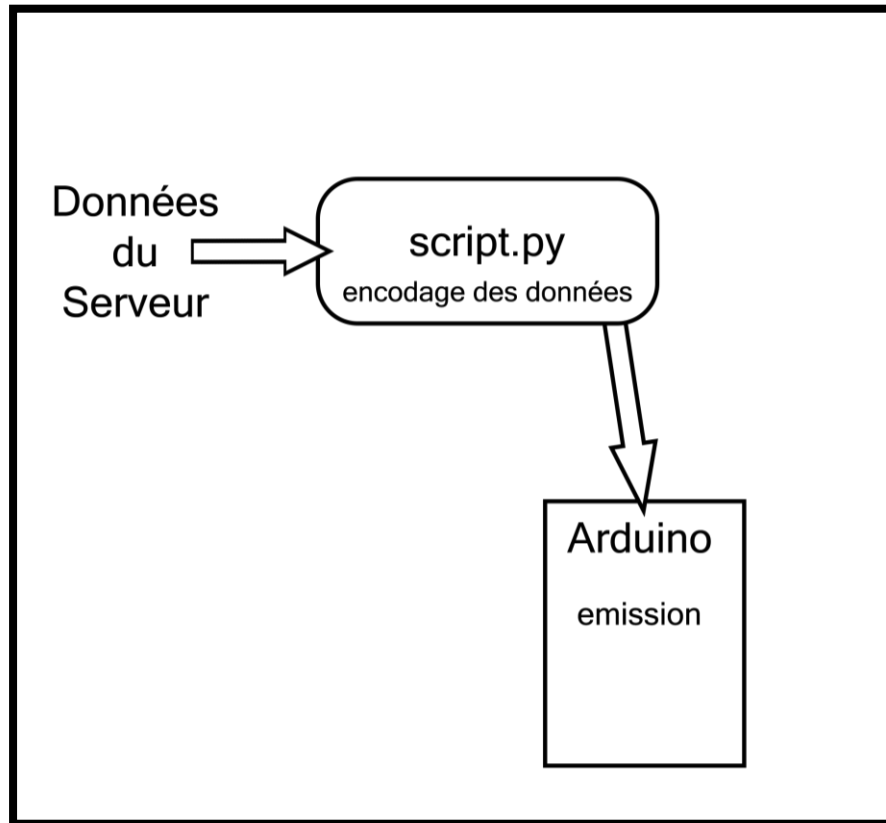 Données
du
Serveur
script.py
encodage des données
Arduino
emission